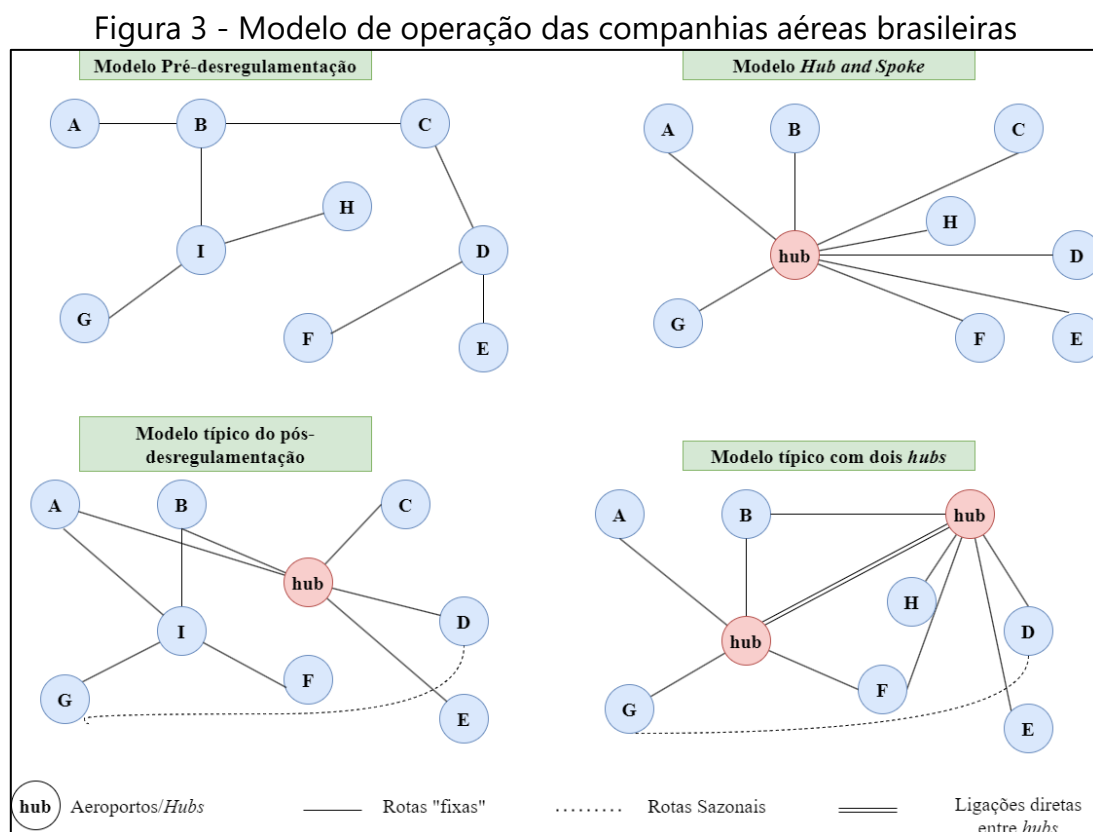 Figura 3 - Modelo de operação das companhias aéreas brasileiras
Modelo Pré-desregulamentação
A
B
C
H
I
D
G
F
E
Modelo Hub and Spoke
A
B
C
H
hub
D
G
F
E
Modelo típico do pós-
desregulamentação
A
B
C
hub
I
D
F
G
E
Modelo típico com dois hubs
A
B
hub
H
hub
D
F
G
E
hub
Aeroportos/Hubs
Rotas "fixas"
Rotas Sazonais
Ligações diretas
entre hubs